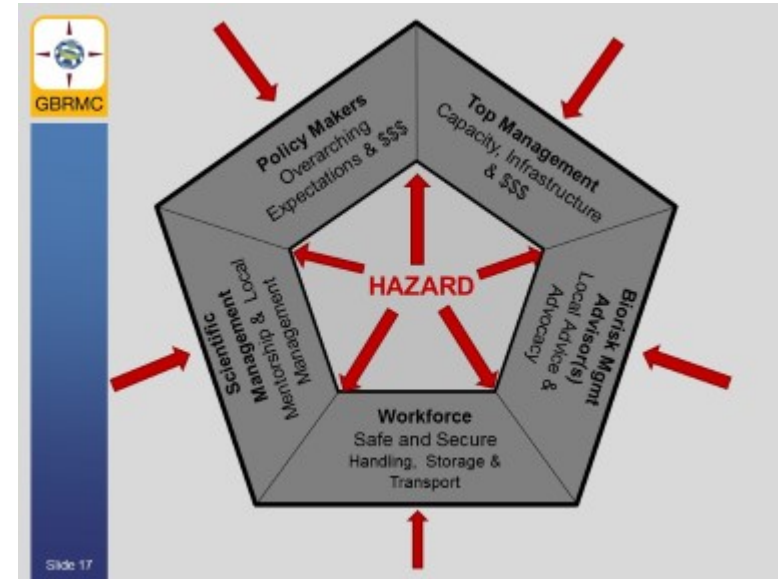 GBRMC
Policy Makers
Overarching
Expectations & $$$
Top Management
Capacity, Infrastructure
& $$$
Scientific
Management
Mentorship & Local
Management
HAZARD
Biorisk Mgmt
Advisor(s)
Local Advice &
Advocacy
Workforce
Safe and Secure
Handling, Storage &
Transport
Slide 17